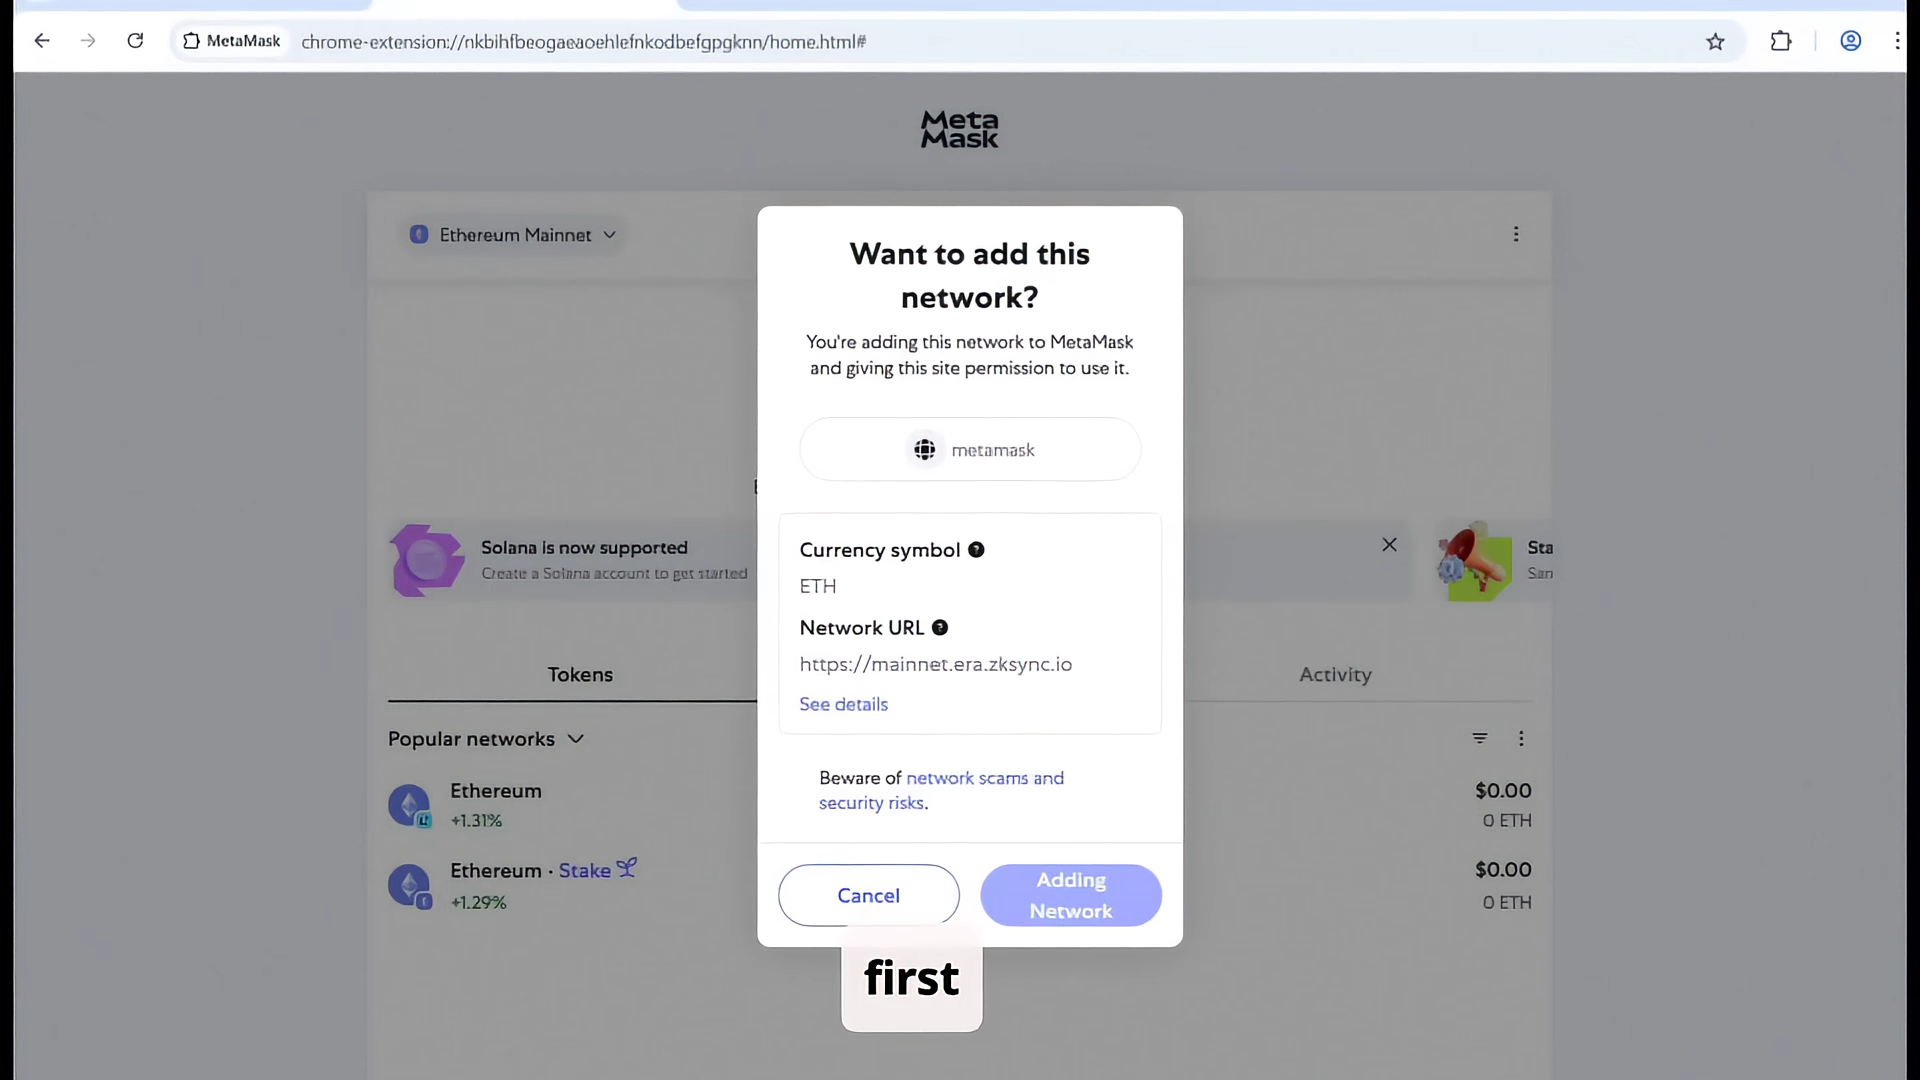 MetaMask
chrome-extension://nkbihfbeogaeaoehlefnkodbefgpgknn/home.html#
Meta
Mask
Ethereum Mainnet
Want to add this
network?
You're adding this network to MetaMask
and giving this site permission to use it.
metamask
Solana is now supported
Create a Solana account to get started
Sta
San
Currency symbol
ETH
Network URL
https://mainnet.era.zksync.io
See details
Tokens
Activity
Popular networks
Beware of network scams and
security risks.
Ethereum
+1.31%
$0.00
0 ETH
Ethereum · Stake
+1.29%
$0.00
0 ETH
Cancel
Adding
Network
first